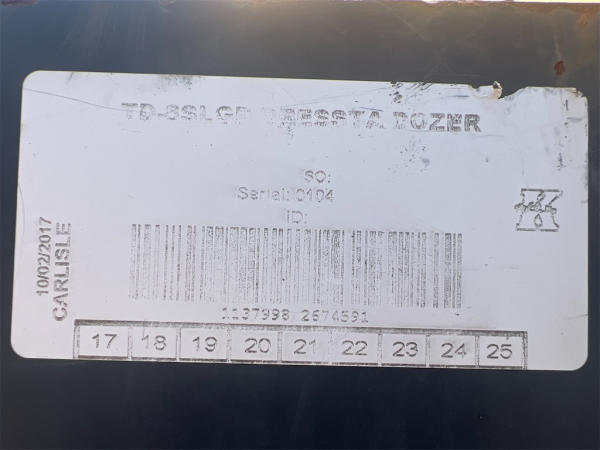 TD-8SLGP DRESSTA DOZER
SO:
Serial: 0104
ID:
1137998 2674591
10/02/2017
CARLISLE
17 18 19 20 21 22 23 24 25